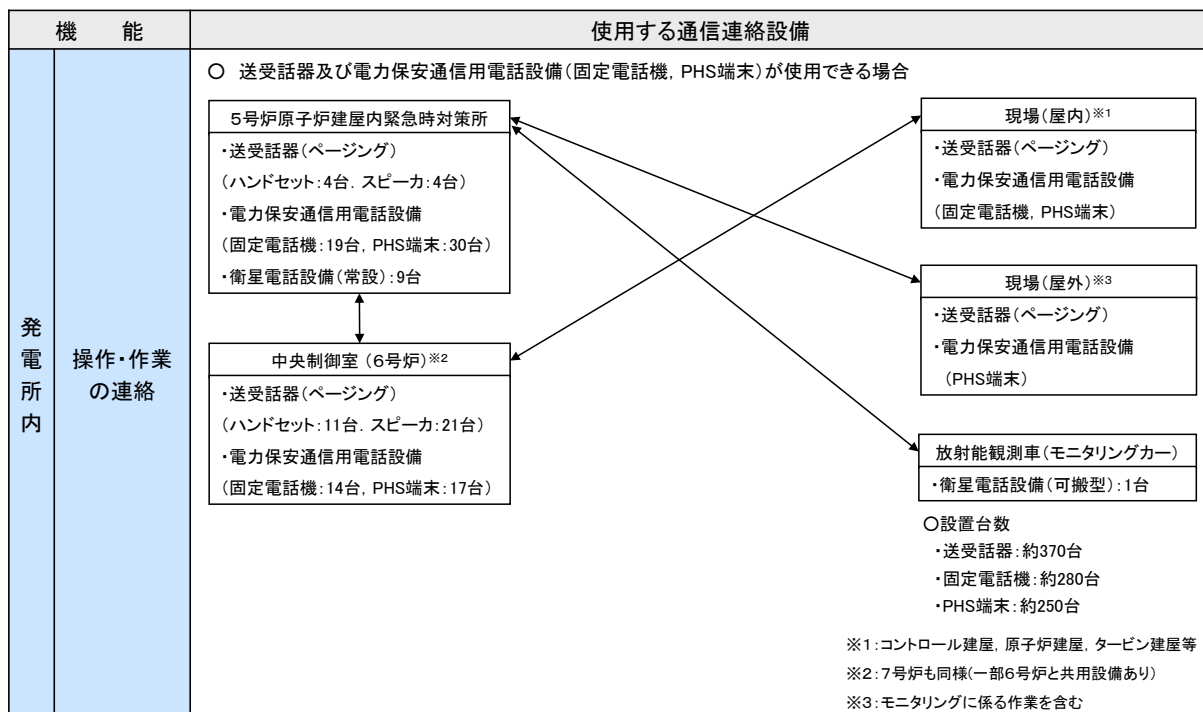 機　能
使用する通信連絡設備
発電所内
操作・作業
の連絡
○ 送受話器及び電力保安通信用電話設備(固定電話機, PHS端末)が使用できる場合
5号炉原子炉建屋内緊急時対策所
・送受話器(ページング)
(ハンドセット:4台. スピーカ:4台)
・電力保安通信用電話設備
(固定電話機:19台, PHS端末:30台)
・衛星電話設備(常設):9台
中央制御室 (6号炉)※2
・送受話器(ページング)
(ハンドセット:11台. スピーカ:21台)
・電力保安通信用電話設備
(固定電話機:14台, PHS端末:17台)
現場(屋内)※1
・送受話器(ページング)
・電力保安通信用電話設備
(固定電話機, PHS端末)
現場(屋外)※3
・送受話器(ページング)
・電力保安通信用電話設備
(PHS端末)
放射能観測車(モニタリングカー)
・衛星電話設備(可搬型):1台
○設置台数
・送受話器:約370台
・固定電話機:約280台
・PHS端末:約250台
※1:コントロール建屋, 原子炉建屋, タービン建屋等
※2:7号炉も同様(一部6号炉と共用設備あり)
※3:モニタリングに係る作業を含む